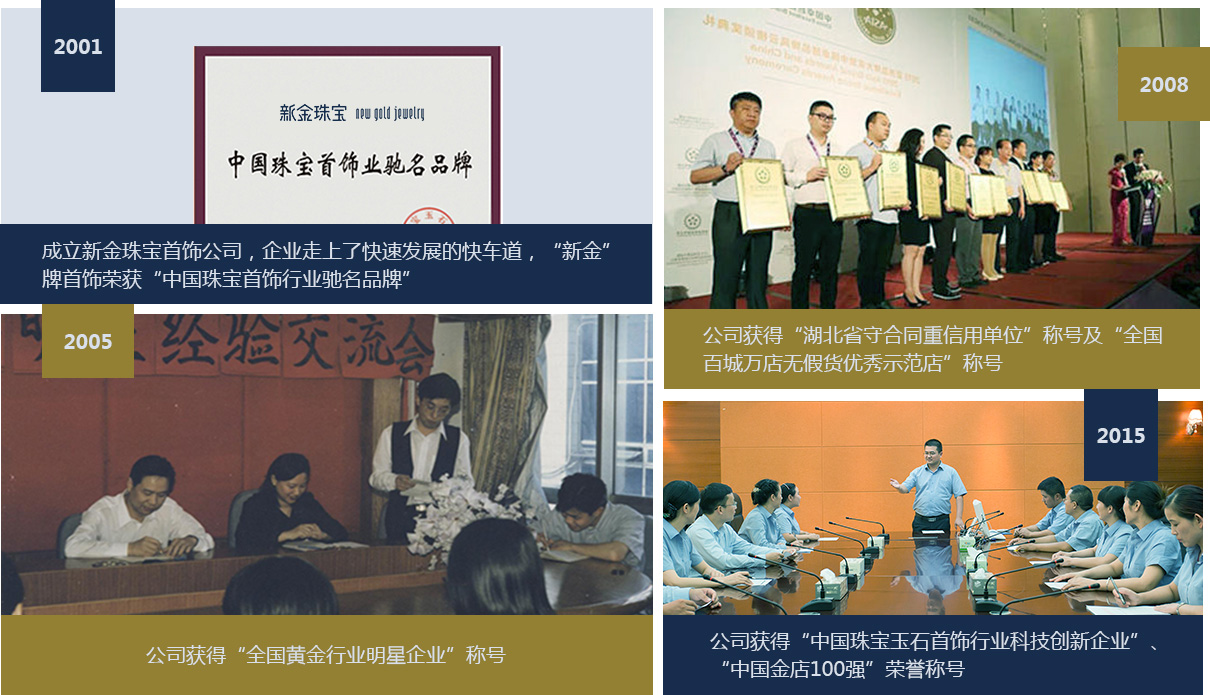 2001
新金珠宝 new gold jewelry
中国珠宝首饰业驰名品牌
成立新金珠宝首饰公司，企业走上了快速发展的快车道，“新金”
牌首饰荣获“中国珠宝首饰行业驰名品牌”
2005
经验交流会
公司获得“全国黄金行业明星企业”称号
2008
公司获得“湖北省守合同重信用单位”称号及“全国
百城万店无假货优秀示范店”称号
2015
公司获得“中国珠宝玉石首饰行业科技创新企业”、
“中国金店100强”荣誉称号